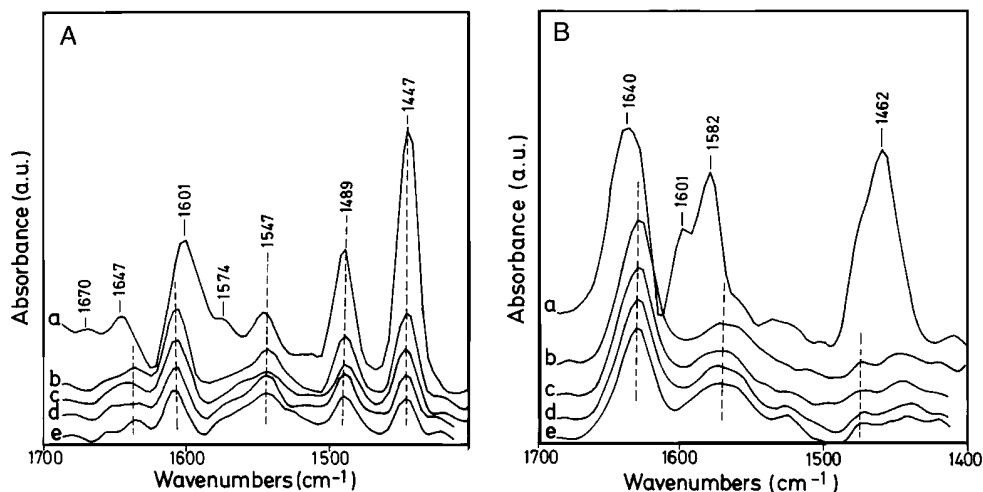 A
Absorbance (a.u.)
1670
1647
1601
1574
1547
1489
1447
a
b
c
d
e
1700
1600
1500
Wavenumbers (cm⁻¹)
B
Absorbance (a.u.)
1640
1601
1582
1462
a
b
c
d
e
1700
1600
1500
1400
Wavenumbers (cm⁻¹)